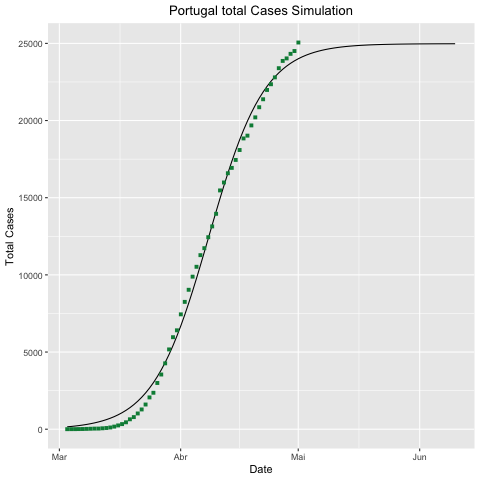 Portugal total Cases Simulation
25000
20000
15000
10000
5000
0
Total Cases
Mar Abr Mai Jun
Date